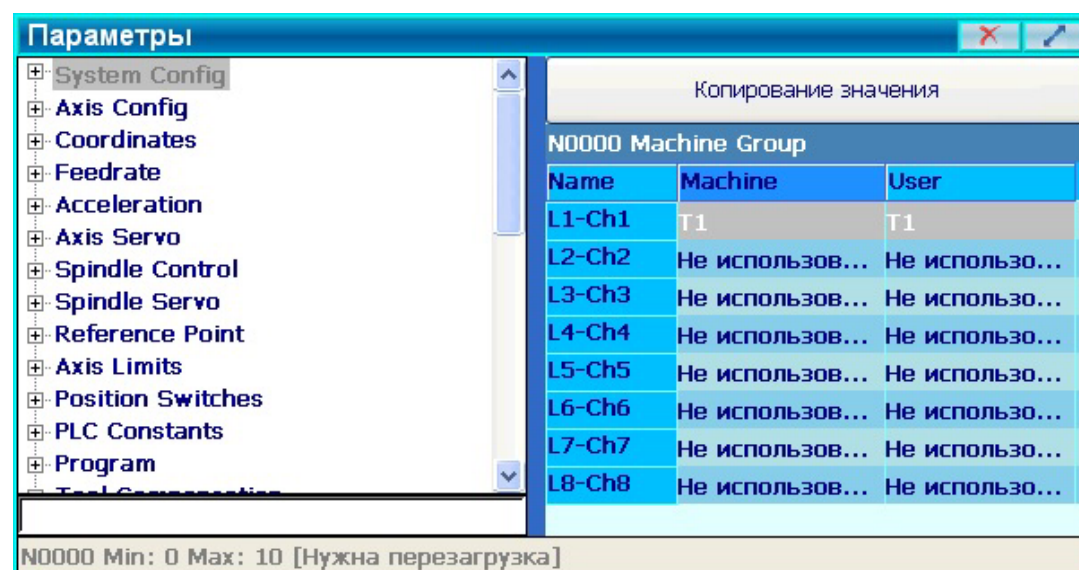 Параметры
System Config
Axis Config
Coordinates
Feedrate
Acceleration
Axis Servo
Spindle Control
Spindle Servo
Reference Point
Axis Limits
Position Switches
PLC Constants
Program
Tool Compensation
Копирование значения
N0000 Machine Group
Name Machine User
L1-Ch1 T1 T1
L2-Ch2 Не использов... Не использо...
L3-Ch3 Не использов... Не использо...
L4-Ch4 Не использов... Не использо...
L5-Ch5 Не использов... Не использо...
L6-Ch6 Не использов... Не использо...
L7-Ch7 Не использов... Не использо...
L8-Ch8 Не использов... Не использо...
N0000 Min: 0 Max: 10 [Нужна перезагрузка]